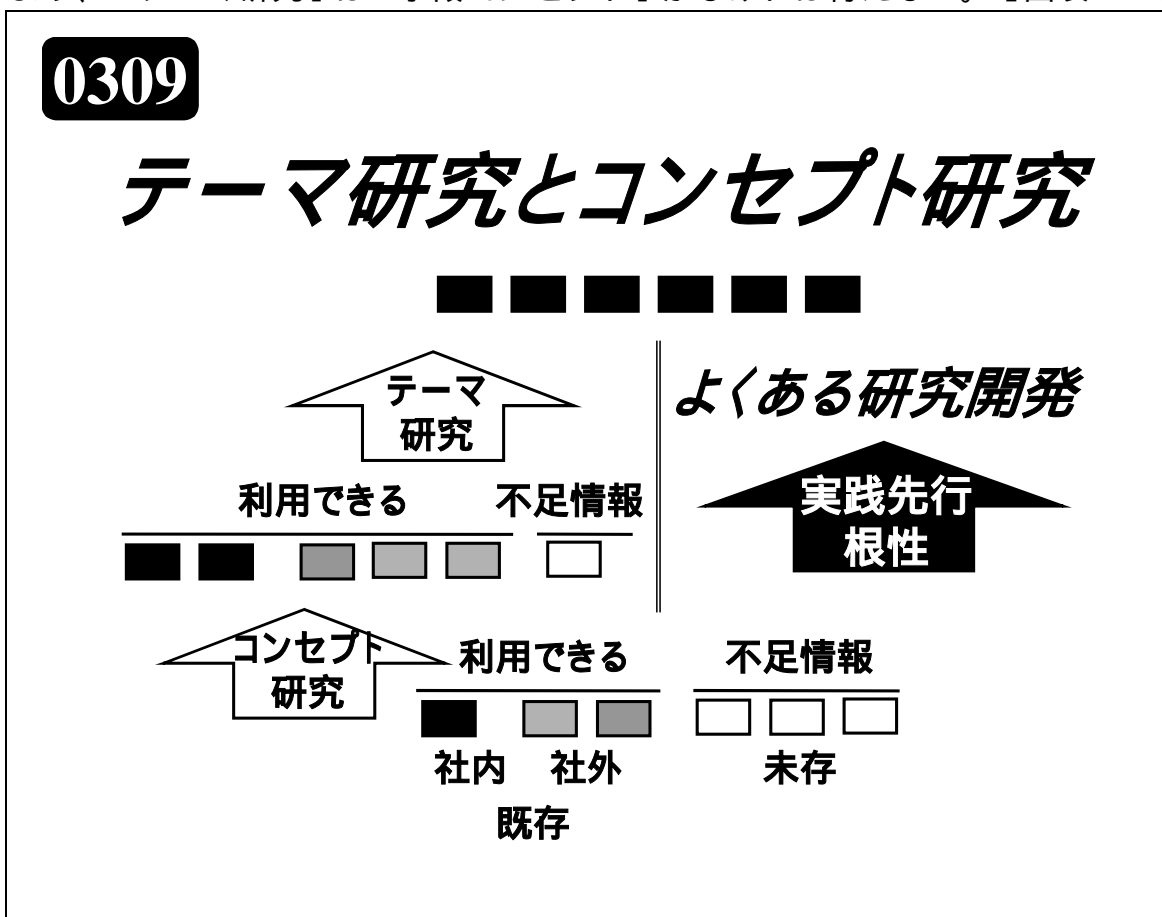 0309
テーマ研究とコンセプト研究
テーマ
研究
よくある研究開発
利用できる
不足情報
実践先行
根性
コンセプト
研究
利用できる
不足情報
社内
社外
未存
既存